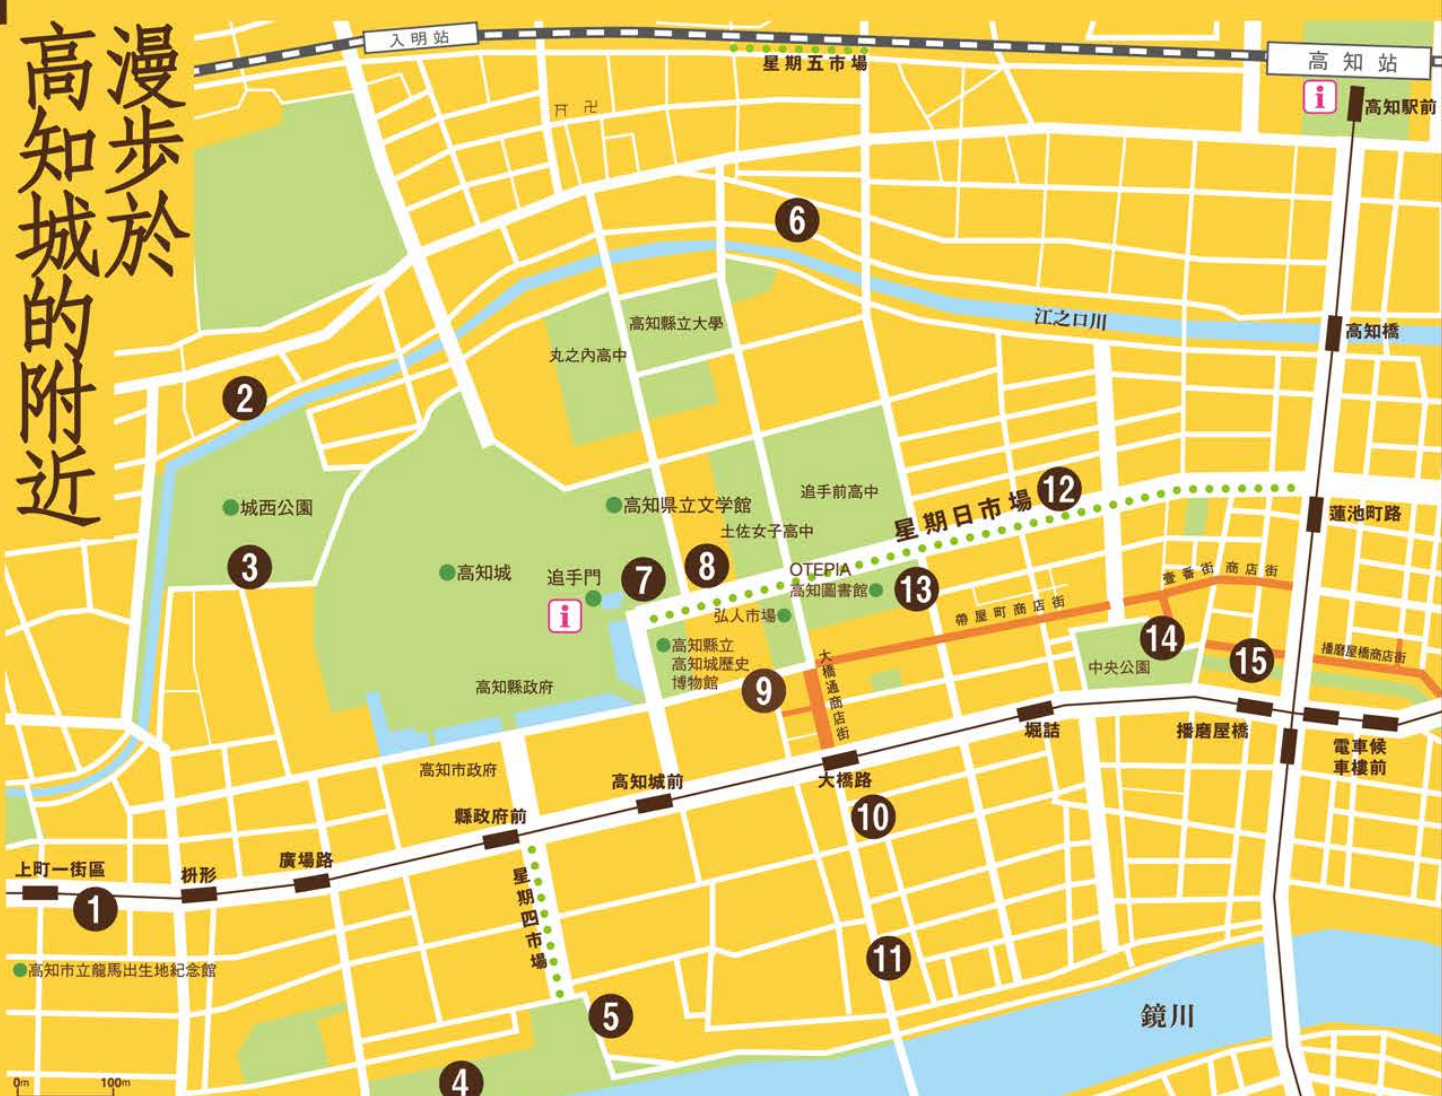 漫步於
高知城的附近
入明站
星期五市場
高知站
i
高知駅前
卍
6
江之口川
高知橋
高知縣立大學
丸之內高中
2
城西公園
3
高知城
追手門
i
7
8
高知県立文学館
土佐女子高中
追手前高中
星期日市場
12
蓮池町路
OTEPIA
高知圖書館
13
弘人市場
高知縣立
高知城歷史
博物館
高知縣政府
9
大橋通商店街
帶屋町商店街
壹番街 商店街
14
15
中央公園
播磨屋橋商店街
堀詰
播磨屋橋
電車候
車樓前
高知市政府
高知城前
大橋路
縣政府前
10
廣場路
枡形
上町一街區
1
星期四市場
11
高知市立龍馬出生地紀念館
5
4
鏡川
0m
100m